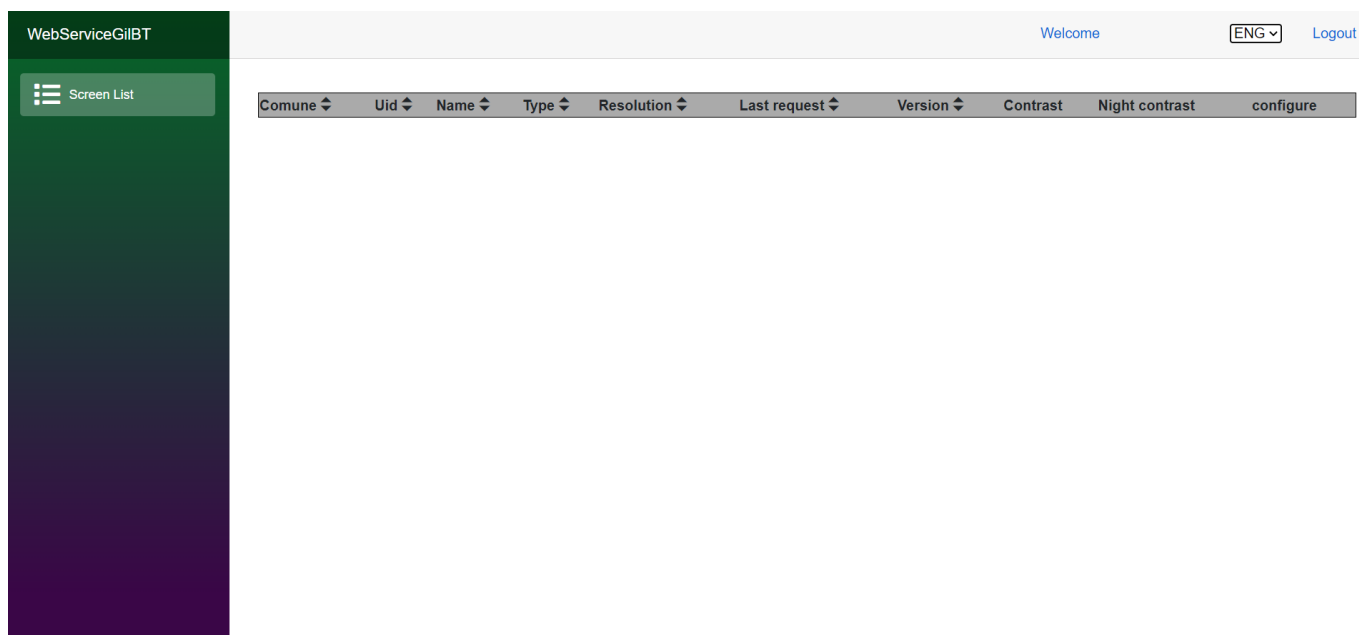 WebServiceGilBT
Welcome ENG Logout
Screen List
Comune Uid Name Type Resolution Last request Version Contrast Night contrast configure